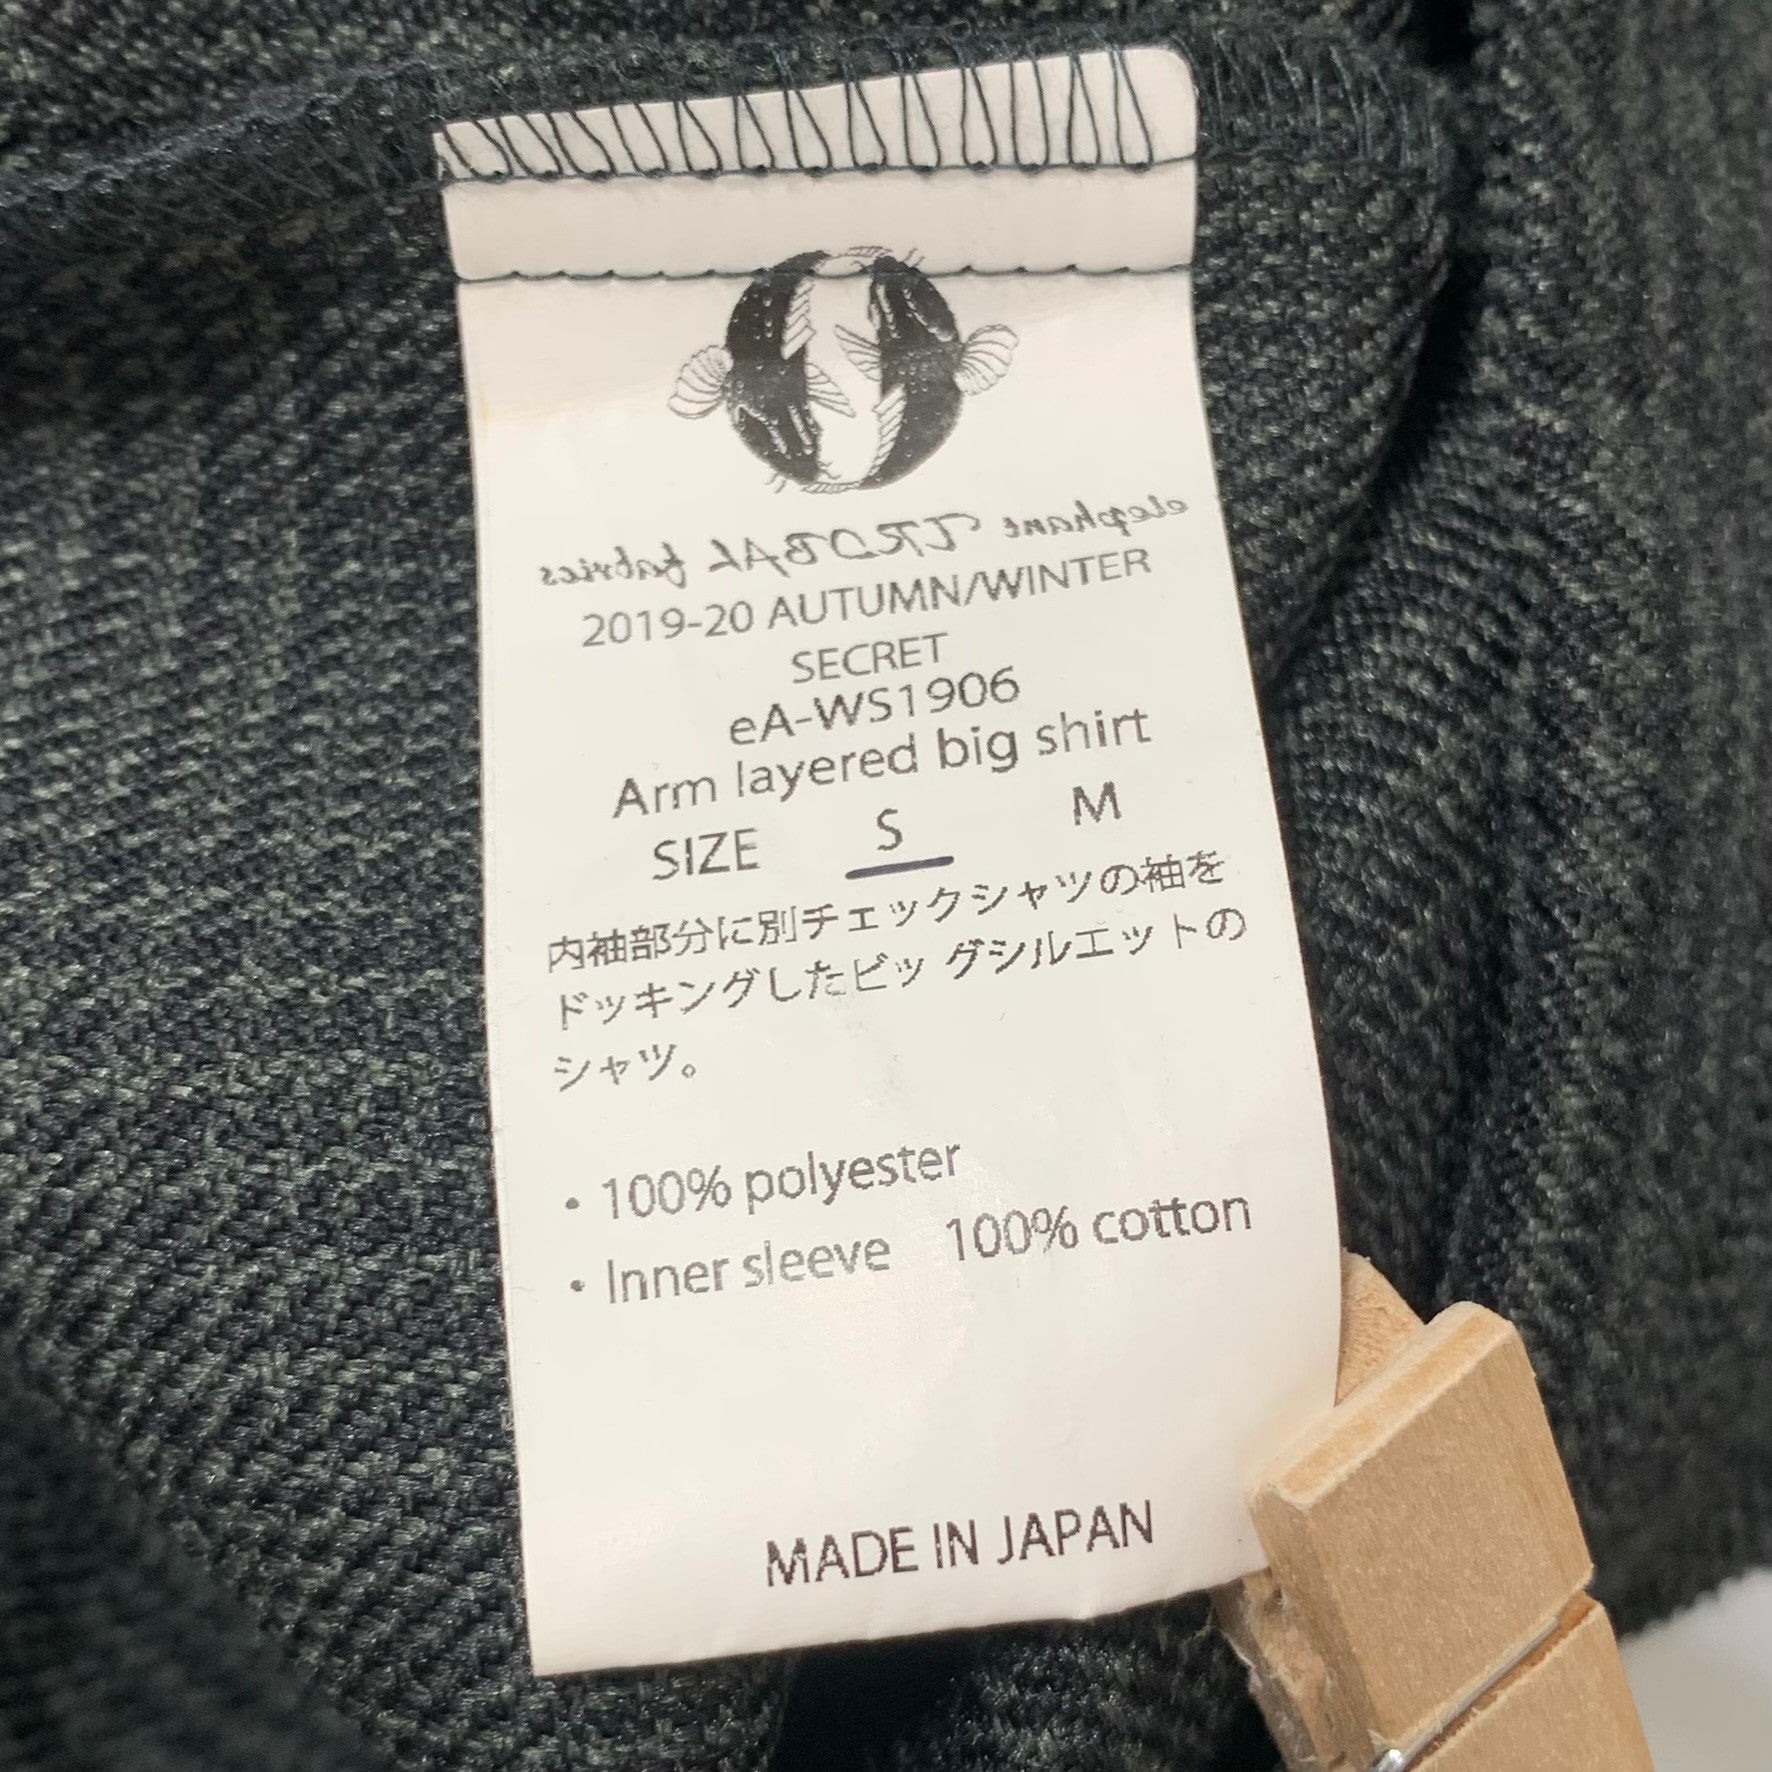 elephant TRIBAL fabrics
2019-20 AUTUMN/WINTER
SECRET
eA-WS1906
Arm layered big shirt
SIZE S M
内袖部分に別チェックシャツの袖を
ドッキングしたビッグシルエットの
シャツ。
・100% polyester
・Inner sleeve 100% cotton
MADE IN JAPAN